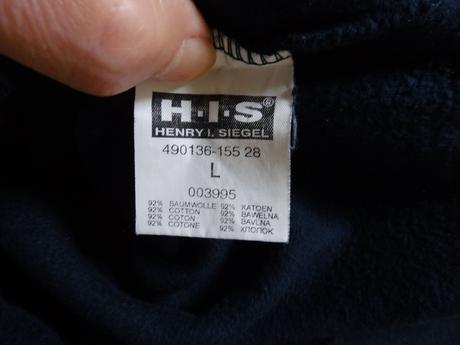 H·I·S®
HENRY I. SIEGEL
490136-155 28
L
003995
92% BAUMWOLLE 92% KATOEN
92% COTTON 92% BAWELNA
92% COTON 92% BAVLNA
92% COTONE 92% ХЛОПОК